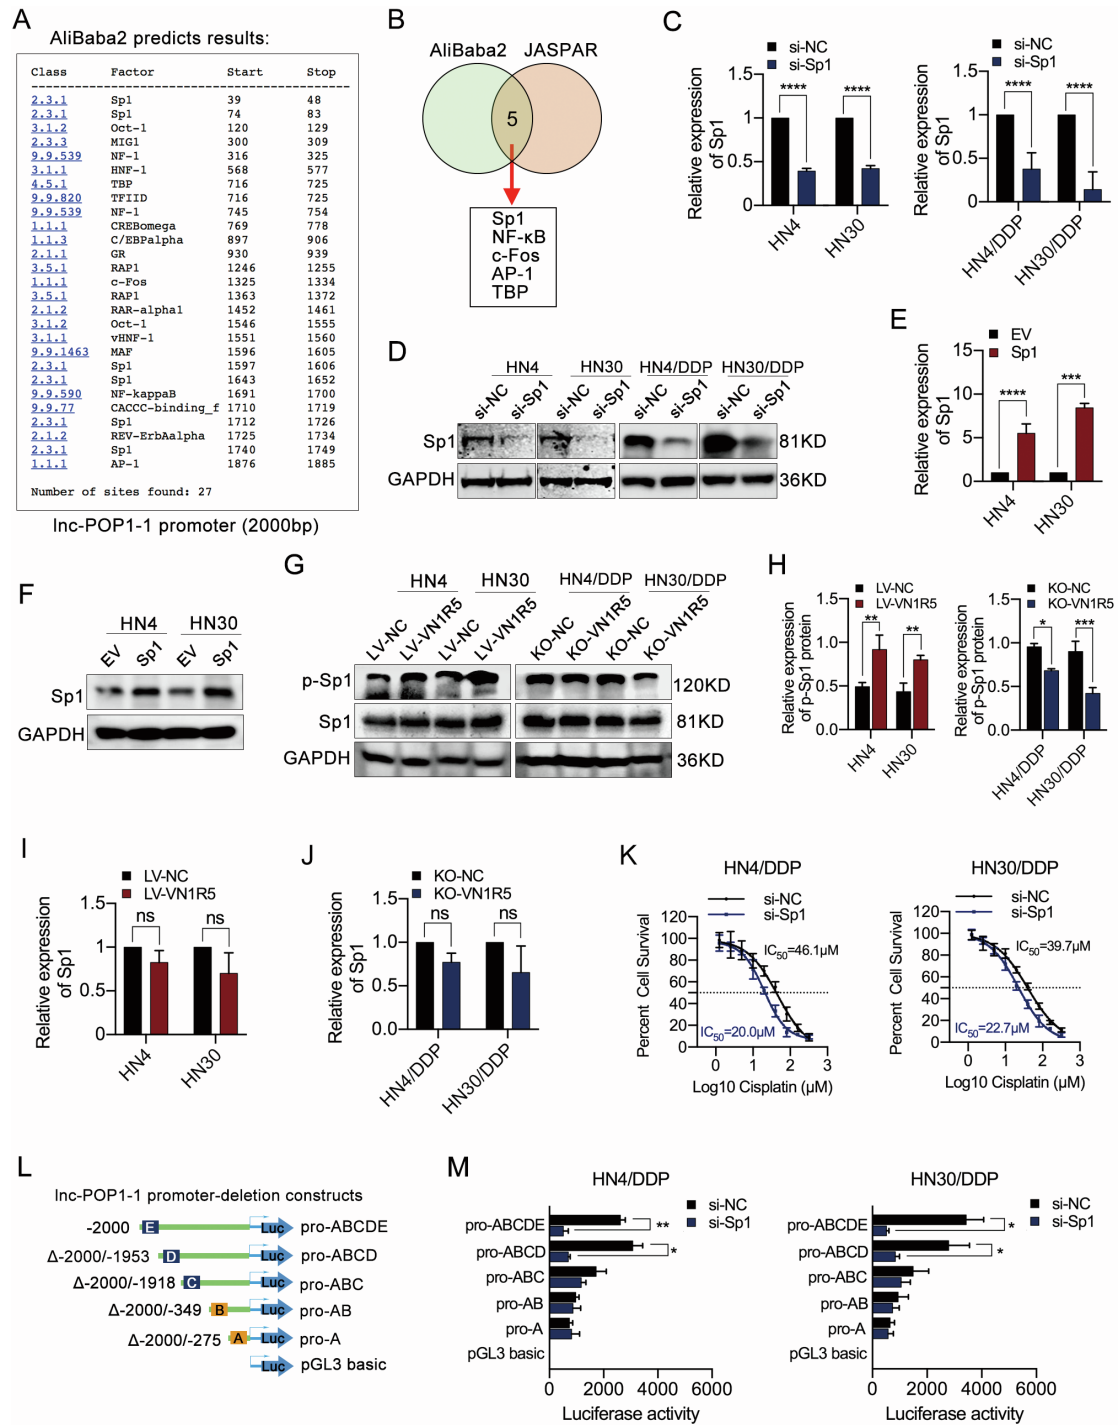 A
AliBaba2 predicts results:
Class Factor Start Stop
2.3.1 Sp1 39 48
2.3.1 Sp1 74 83
3.1.2 Oct-1 120 129
2.3.3 MIG1 300 309
9.9.539 NF-1 316 325
3.1.1 HNF-1 568 577
4.5.1 TBP 716 725
9.9.820 TFIID 716 725
9.9.539 NF-1 745 754
1.1.1 CREBomega 769 778
1.1.3 C/EBPalpha 897 906
2.1.1 GR 930 939
3.5.1 RAP1 1246 1255
1.1.1 c-Fos 1325 1334
3.5.1 RAP1 1363 1372
2.1.2 RAR-alpha1 1452 1461
3.1.2 Oct-1 1546 1555
3.1.1 vHNF-1 1551 1560
9.9.1463 MAF 1596 1605
2.3.1 Sp1 1597 1606
2.3.1 Sp1 1643 1652
9.9.590 NF-kappaB 1691 1700
9.9.77 CACCC-binding_f 1710 1719
2.3.1 Sp1 1712 1726
2.1.2 REV-ErbAalpha 1725 1734
2.3.1 Sp1 1740 1749
1.1.1 AP-1 1876 1885
Number of sites found: 27
lnc-POP1-1 promoter (2000bp)
B
AliBaba2 JASPAR
5
Sp1
NF-κB
c-Fos
AP-1
TBP
C
si-NC
si-Sp1
Relative expression
of Sp1
1.5
1
0.5
0
**** ****
HN4 HN30
si-NC
si-Sp1
Relative expression
of Sp1
1.5
1
0.5
0
**** ****
HN4/DDP HN30/DDP
D
HN4 HN30 HN4/DDP HN30/DDP
si-NC si-Sp1 si-NC si-Sp1 si-NC si-Sp1 si-NC si-Sp1
Sp1 81KD
GAPDH 36KD
E
EV
Sp1
Relative expression
of Sp1
15
10
5
0
**** ***
HN4 HN30
F
HN4 HN30
EV Sp1 EV Sp1
Sp1
GAPDH
G
HN4 HN30 HN4/DDP HN30/DDP
LV-NC LV-VN1R5 LV-NC LV-VN1R5 KO-NC KO-VN1R5 KO-NC KO-VN1R5
p-Sp1 120KD
Sp1 81KD
GAPDH 36KD
H
LV-NC
LV-VN1R5
Relative expression
of p-Sp1 protein
1.5
1.0
0.5
0.0
** **
HN4 HN30
KO-NC
KO-VN1R5
Relative expression
of p-Sp1 protein
1.5
1.0
0.5
0.0
* ***
HN4/DDP HN30/DDP
I
LV-NC
LV-VN1R5
Relative expression
of Sp1
1.5
1
0.5
0
ns ns
HN4 HN30
J
KO-NC
KO-VN1R5
Relative expression
of Sp1
1.5
1.0
0.5
0.0
ns ns
HN4/DDP HN30/DDP
K
HN4/DDP
si-NC
si-Sp1
Percent Cell Survival
120
100
80
60
40
20
0
IC50=46.1μM
IC50=20.0μM
0 1 2 3
Log10 Cisplatin (μM)
HN30/DDP
si-NC
si-Sp1
Percent Cell Survival
120
100
80
60
40
20
0
IC50=39.7μM
IC50=22.7μM
0 1 2 3
Log10 Cisplatin (μM)
L
lnc-POP1-1 promoter-deletion constructs
-2000 E Luc pro-ABCDE
Δ-2000/-1953 D Luc pro-ABCD
Δ-2000/-1918 C Luc pro-ABC
Δ-2000/-349 B Luc pro-AB
Δ-2000/-275 A Luc pro-A
Luc pGL3 basic
M
HN4/DDP
si-NC
si-Sp1
pro-ABCDE **
pro-ABCD *
pro-ABC
pro-AB
pro-A
pGL3 basic
0 2000 4000 6000
Luciferase activity
HN30/DDP
si-NC
si-Sp1
pro-ABCDE *
pro-ABCD *
pro-ABC
pro-AB
pro-A
pGL3 basic
0 2000 4000 6000
Luciferase activity